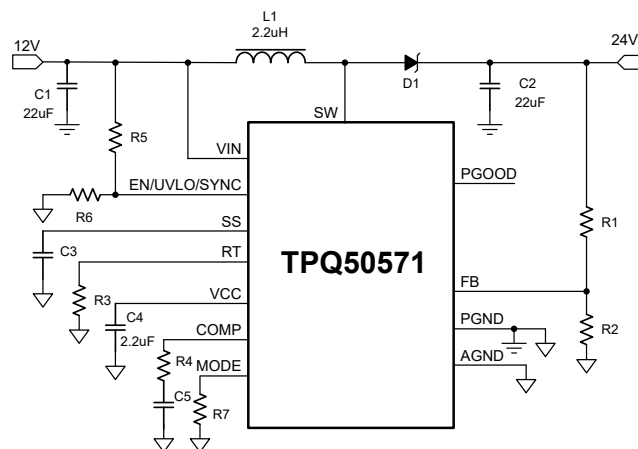 12V
L1
2.2uH
24V
C1
22uF
D1
C2
22uF
SW
R5
VIN
PGOOD
EN/UVLO/SYNC
R6
R1
SS
C3
RT
TPQ50571
R3
VCC
FB
C4
2.2uF
PGND
R2
COMP
R4
AGND
MODE
C5
R7